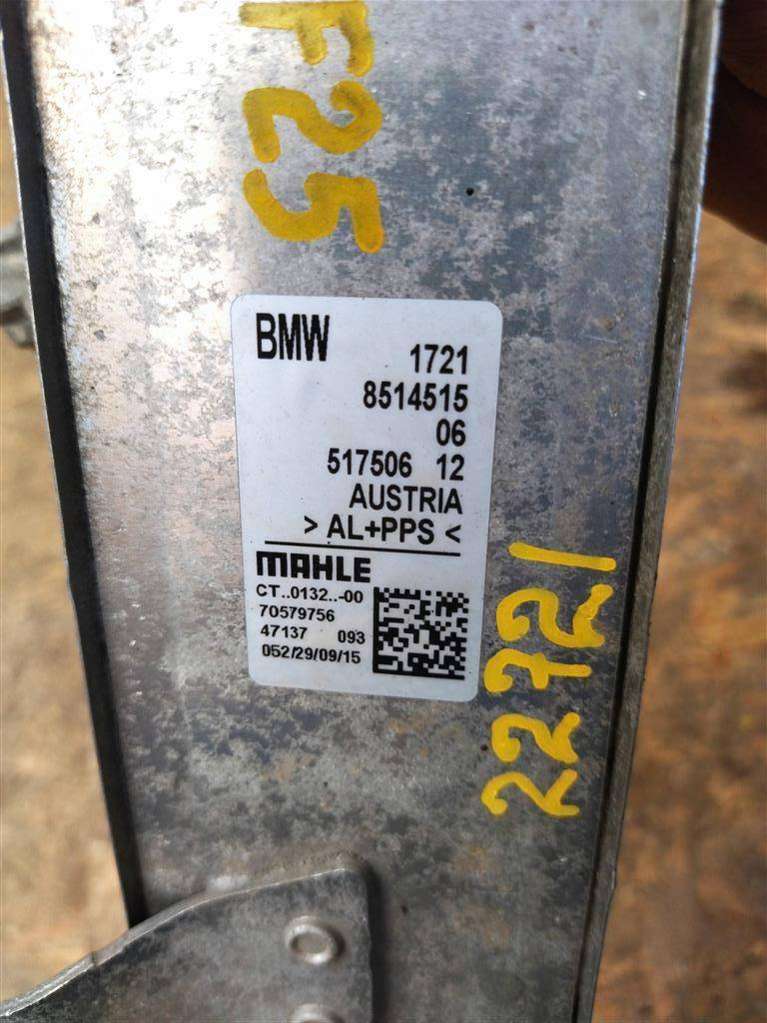 F25
BMW 1721
8514515
06
517506 12
AUSTRIA
>AL+PPS<
MAHLE
CT..0132..-00
70579756
47137 093
052/29/09/15
22721